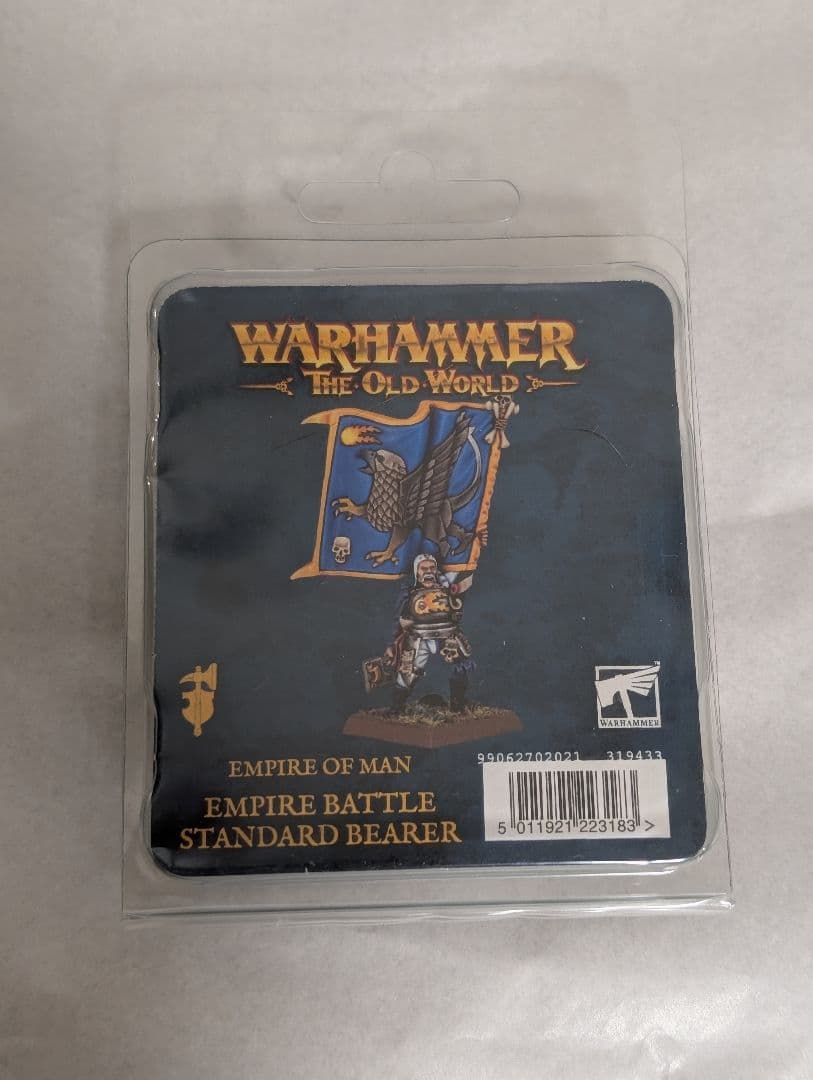 WARHAMMER
THE • OLD • WORLD
WARHAMMER
99062702021 319433
EMPIRE OF MAN
EMPIRE BATTLE
STANDARD BEARER
5 011921 223183 >